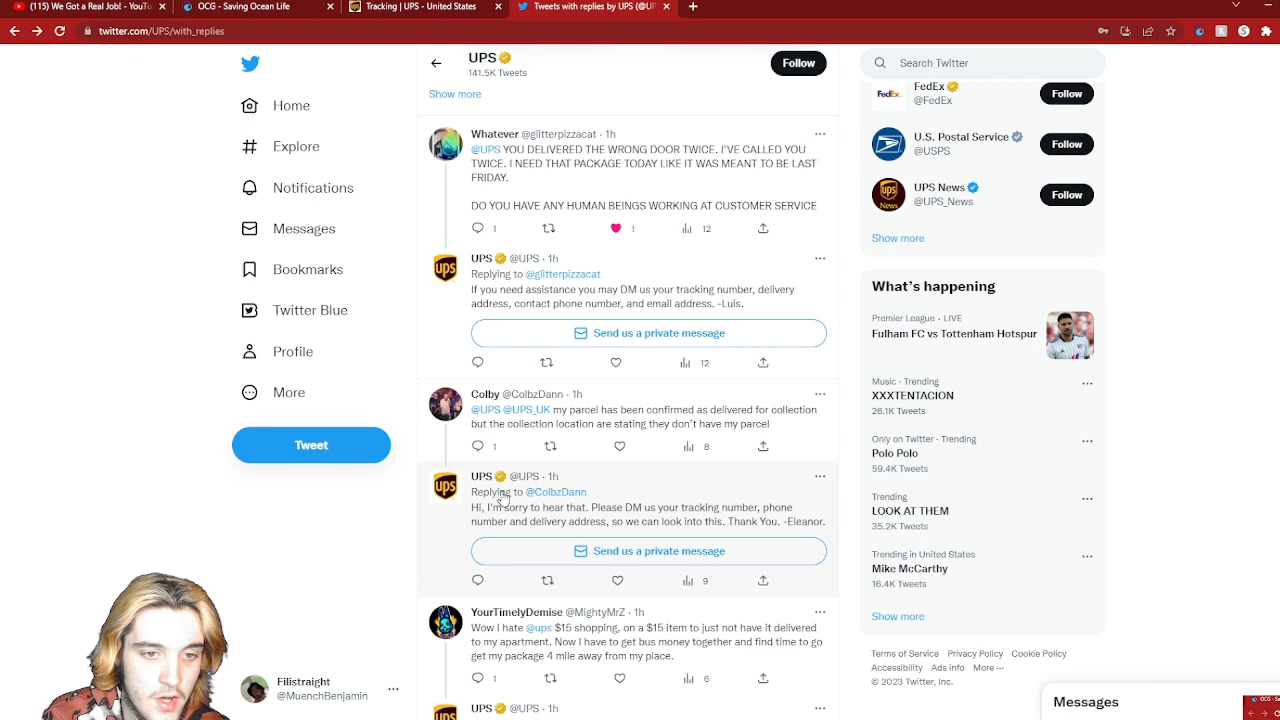 (115) We Got a Real Job! - YouTu
OCG - Saving Ocean Life
Tracking | UPS - United States
Tweets with replies by UPS (@UP
twitter.com/UPS/with_replies
Home
Explore
Notifications
Messages
Bookmarks
Twitter Blue
Profile
More
Tweet
Filistraight
@MuenchBenjamin
UPS
141.5K Tweets
Follow
Show more
Whatever @glitterpizzacat · 1h
@UPS YOU DELIVERED THE WRONG DOOR TWICE. I'VE CALLED YOU
TWICE. I NEED THAT PACKAGE TODAY LIKE IT WAS MEANT TO BE LAST
FRIDAY.
DO YOU HAVE ANY HUMAN BEINGS WORKING AT CUSTOMER SERVICE
1 1 12
UPS @UPS · 1h
Replying to @glitterpizzacat
If you need assistance you may DM us your tracking number, delivery
address, contact phone number, and email address. -Luis.
Send us a private message
12
Colby @ColbzDann · 1h
@UPS @UPS_UK my parcel has been confirmed as delivered for collection
but the collection location are stating they don't have my parcel
1 8
UPS @UPS · 1h
Replying to @ColbzDann
Hi, I'm sorry to hear that. Please DM us your tracking number, phone
number and delivery address, so we can look into this. Thank You. -Eleanor.
Send us a private message
9
YourTimelyDemise @MightyMrZ · 1h
Wow I hate @ups $15 shopping, on a $15 item to just not have it delivered
to my apartment. Now I have to get bus money together and find time to go
get my package 4 mile away from my place.
1 6
UPS @UPS · 1h
Search Twitter
FedEx
@FedEx
Follow
U.S. Postal Service
@USPS
Follow
UPS News
@UPS_News
Follow
Show more
What's happening
Premier League · LIVE
Fulham FC vs Tottenham Hotspur
Music · Trending
XXXTENTACION
26.1K Tweets
Only on Twitter · Trending
Polo Polo
59.4K Tweets
Trending
LOOK AT THEM
35.2K Tweets
Trending in United States
Mike McCarthy
16.4K Tweets
Show more
Terms of Service Privacy Policy Cookie Policy
Accessibility Ads info More ···
© 2023 Twitter, Inc.
Messages